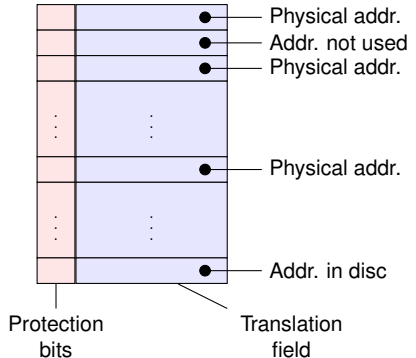 Physical addr.
Addr. not used
Physical addr.
Physical addr.
Addr. in disc
Protection
bits
Translation
field